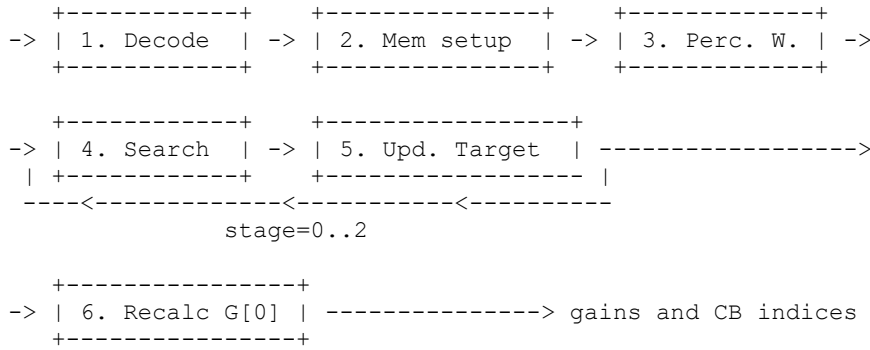 +------------+ +---------------+ +-------------+
-> | 1. Decode | -> | 2. Mem setup | -> | 3. Perc. W. | ->
+------------+ +---------------+ +-------------+
+------------+ +-----------------+
-> | 4. Search | -> | 5. Upd. Target | ------------------>
| +------------+ +------------------ |
----<-------------<-----------<----------
stage=0..2
+----------------+
-> | 6. Recalc G[0] | ---------------> gains and CB indices
+----------------+